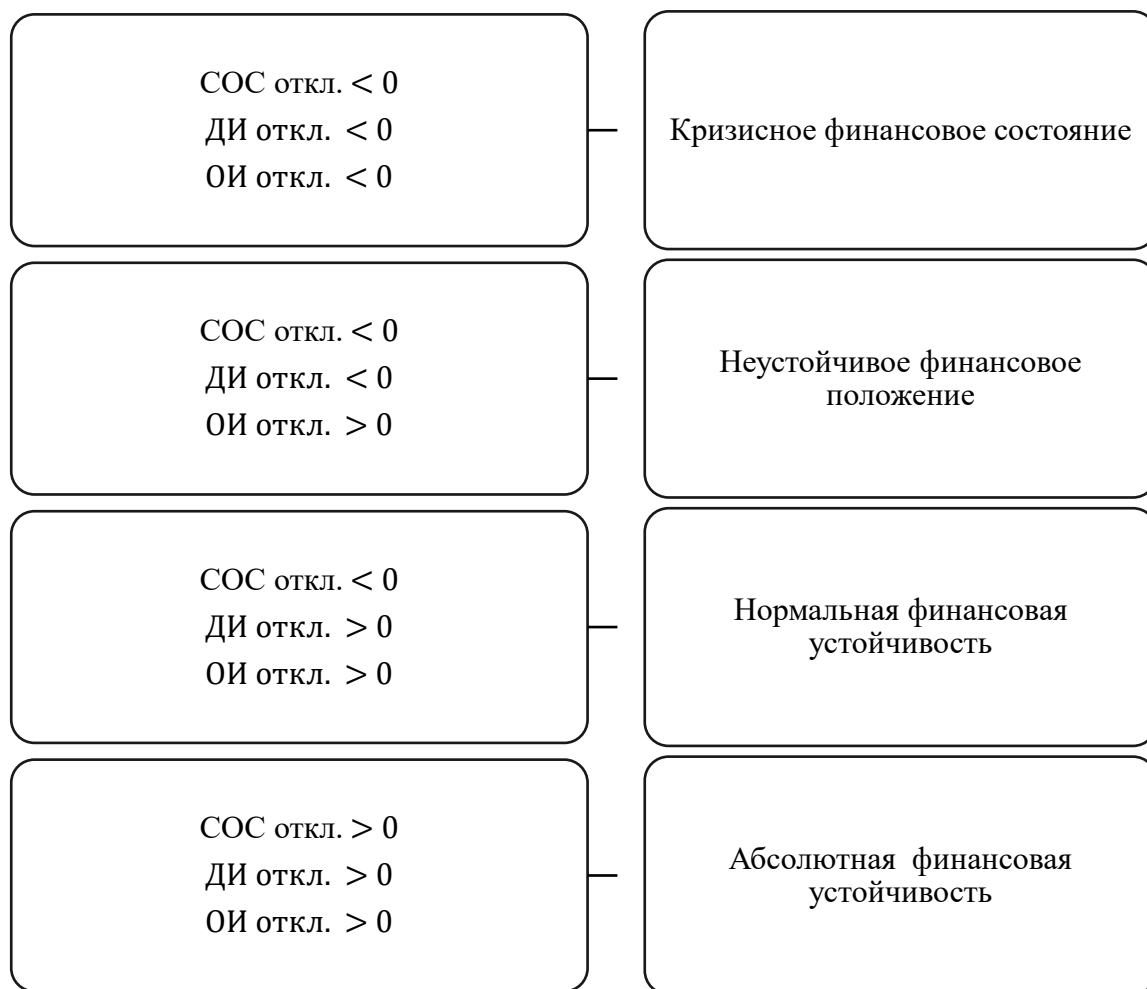 СОС откл. < 0
ДИ откл. < 0
ОИ откл. < 0
Кризисное финансовое состояние
СОС откл. < 0
ДИ откл. < 0
ОИ откл. > 0
Неустойчивое финансовое
положение
СОС откл. < 0
ДИ откл. > 0
ОИ откл. > 0
Нормальная финансовая
устойчивость
СОС откл. > 0
ДИ откл. > 0
ОИ откл. > 0
Абсолютная финансовая
устойчивость